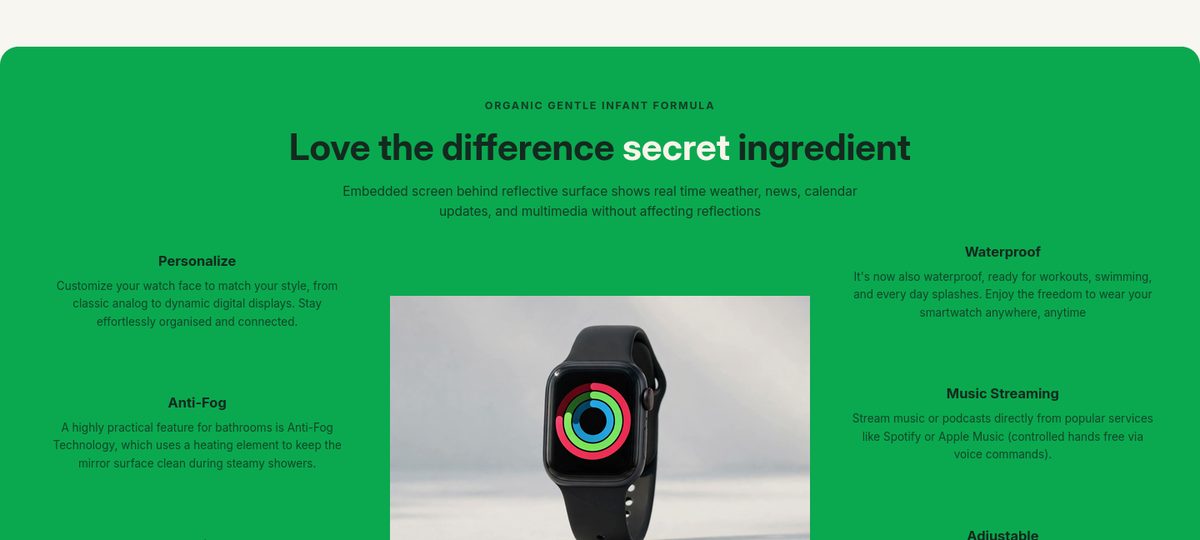 ORGANIC GENTLE INFANT FORMULA
Love the difference secret ingredient
Embedded screen behind reflective surface shows real time weather, news, calendar
updates, and multimedia without affecting reflections
Personalize
Customize your watch face to match your style, from
classic analog to dynamic digital displays. Stay
effortlessly organised and connected.
Anti-Fog
A highly practical feature for bathrooms is Anti-Fog
Technology, which uses a heating element to keep the
mirror surface clean during steamy showers.
Waterproof
It's now also waterproof, ready for workouts, swimming,
and every day splashes. Enjoy the freedom to wear your
smartwatch anywhere, anytime
Music Streaming
Stream music or podcasts directly from popular services
like Spotify or Apple Music (controlled hands free via
voice commands).
Adjustable